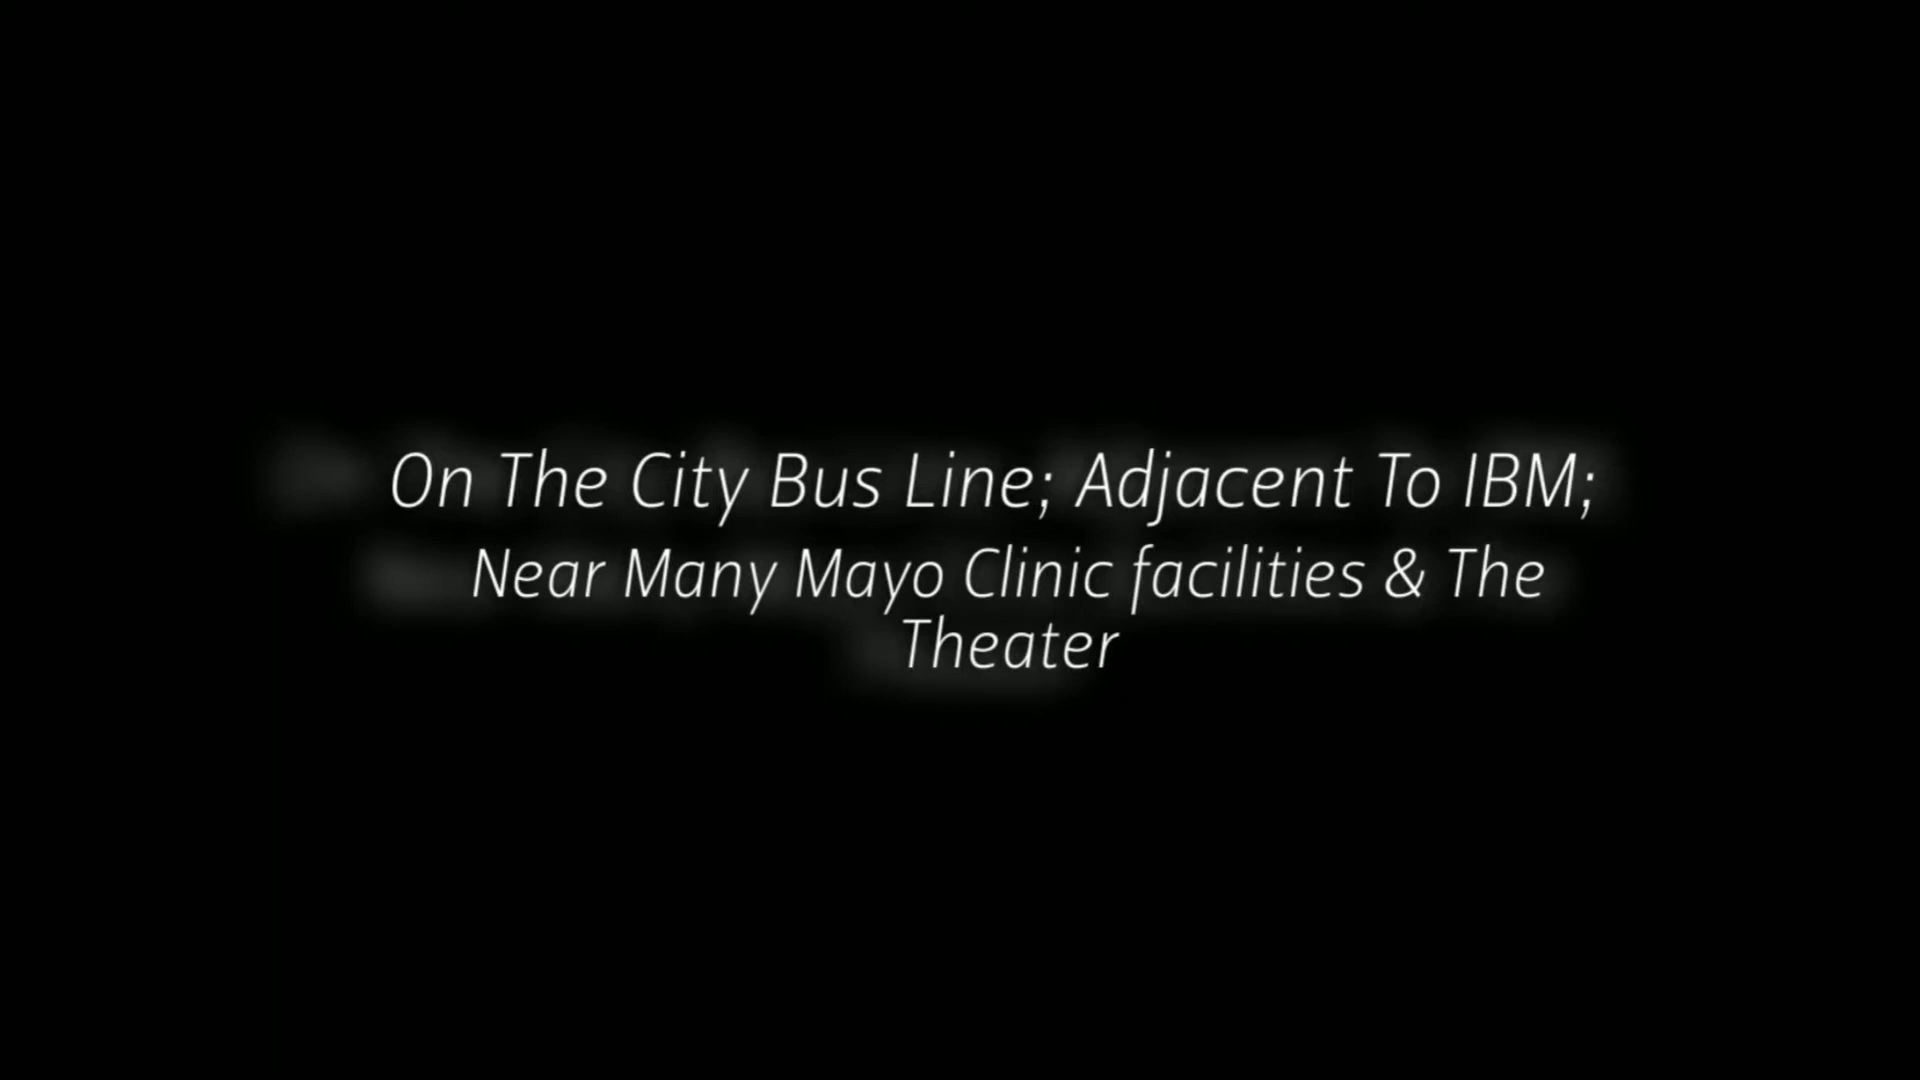 On The City Bus Line; Adjacent To IBM;
Near Many Mayo Clinic facilities & The
Theater